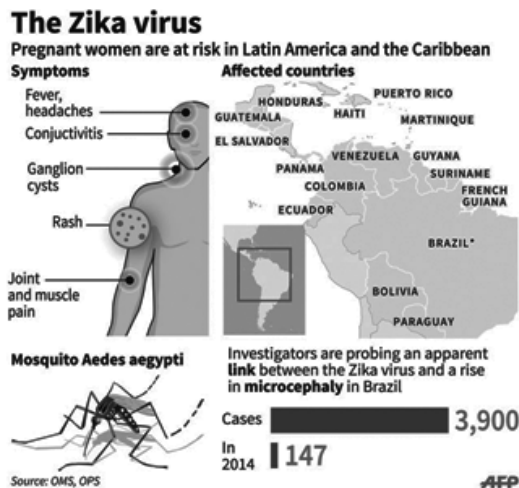 The Zika virus
Pregnant women are at risk in Latin America and the Caribbean
Symptoms
Fever,
headaches
Conjuctivitis
Ganglion
cysts
Rash
Joint
and muscle
pain
Affected countries
PUERTO RICO
HONDURAS
HAITI
GUATEMALA
MARTINIQUE
EL SALVADOR
VENEZUELA
GUYANA
PANAMA
SURINAME
COLOMBIA
FRENCH
GUIANA
ECUADOR
BRAZIL
BOLIVIA
PARAGUAY
Mosquito Aedes aegypti
Source: OMS, OPS
Investigators are probing an apparent
link between the Zika virus and a rise
in microcephaly in Brazil
Cases 3,900
In
2014 147
AFP